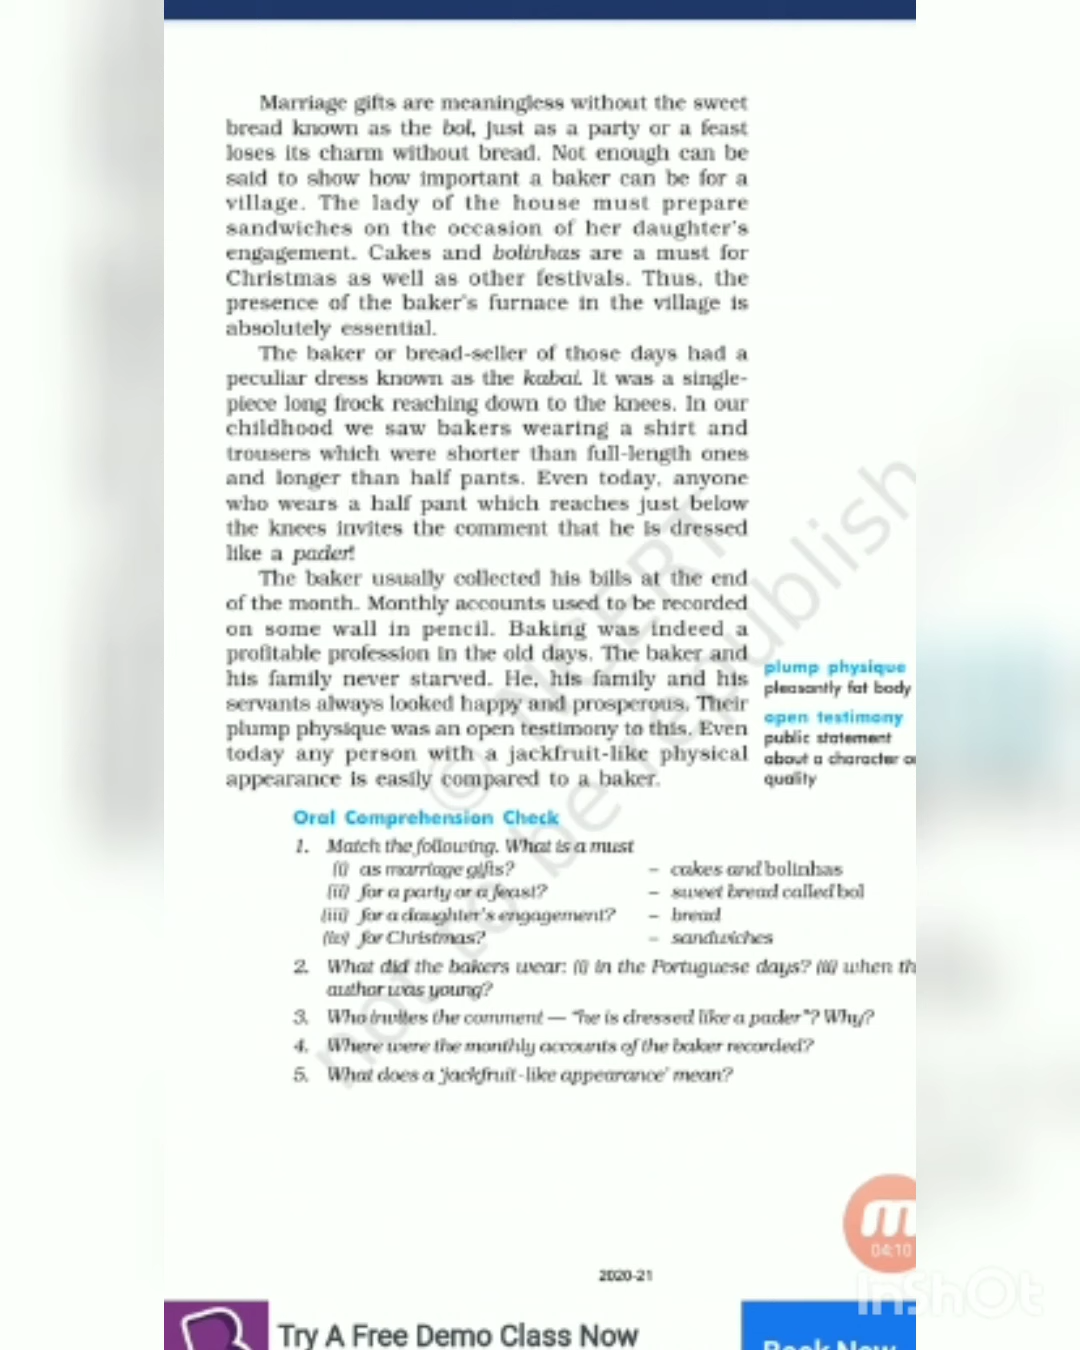 Marriage gifts are meaningless without the sweet
bread known as the bol, just as a party or a feast
loses its charm without bread. Not enough can be
said to show how important a baker can be for a
village. The lady of the house must prepare
sandwiches on the occasion of her daughter's
engagement. Cakes and bolinhas are a must for
Christmas as well as other festivals. Thus, the
presence of the baker's furnace in the village is
absolutely essential.
The baker or bread-seller of those days had a
peculiar dress known as the kabai. It was a single-
piece long frock reaching down to the knees. In our
childhood we saw bakers wearing a shirt and
trousers which were shorter than full-length ones
and longer than half pants. Even today, anyone
who wears a half pant which reaches just below
the knees invites the comment that he is dressed
like a pader!
The baker usually collected his bills at the end
of the month. Monthly accounts used to be recorded
on some wall in pencil. Baking was indeed a
profitable profession in the old days. The baker and
his family never starved. He, his family and his
servants always looked happy and prosperous. Their
plump physique was an open testimony to this. Even
today any person with a jackfruit-like physical
appearance is easily compared to a baker.
plump physique
pleasantly fat body
open testimony
public statement
about a character o
quality
Oral Comprehension Check
1. Match the following. What is a must
(i) as marriage gifts? – cakes and bolinhas
(ii) for a party or a feast? – sweet bread called bol
(iii) for a daughter's engagement? – bread
(iv) for Christmas? – sandwiches
2. What did the bakers wear: (i) in the Portuguese days? (ii) when th
author was young?
3. Who invites the comment — "he is dressed like a pader"? Why?
4. Where were the monthly accounts of the baker recorded?
5. What does a 'jackfruit-like appearance' mean?
© NCERT
not to be republish
04:10
2020-21
InShOt
Try A Free Demo Class Now
Book Now